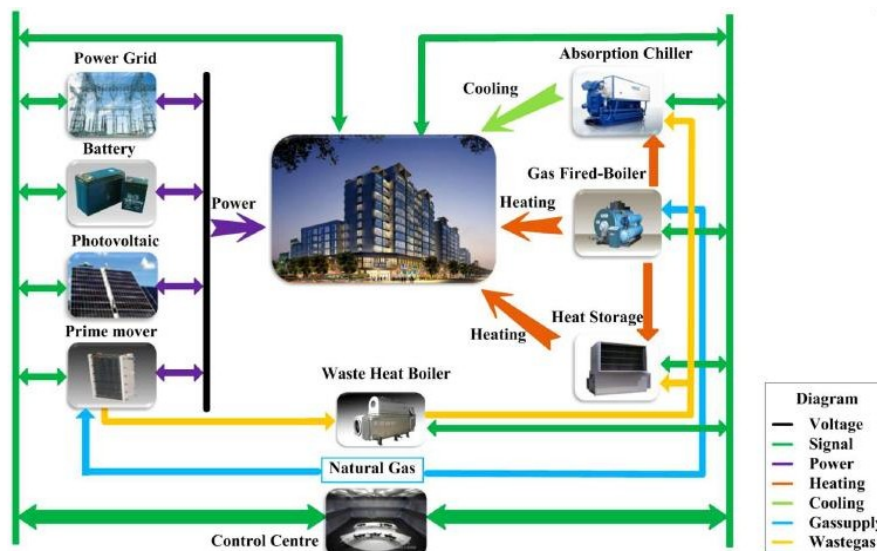 Power Grid
Absorption Chiller
Cooling
Battery
Power
Heating
Gas Fired-Boiler
Photovoltaic
Prime mover
Heating
Heat Storage
Waste Heat Boiler
Natural Gas
Control Centre
Diagram
Voltage
Signal
Power
Heating
Cooling
Gassupply
Wastegas